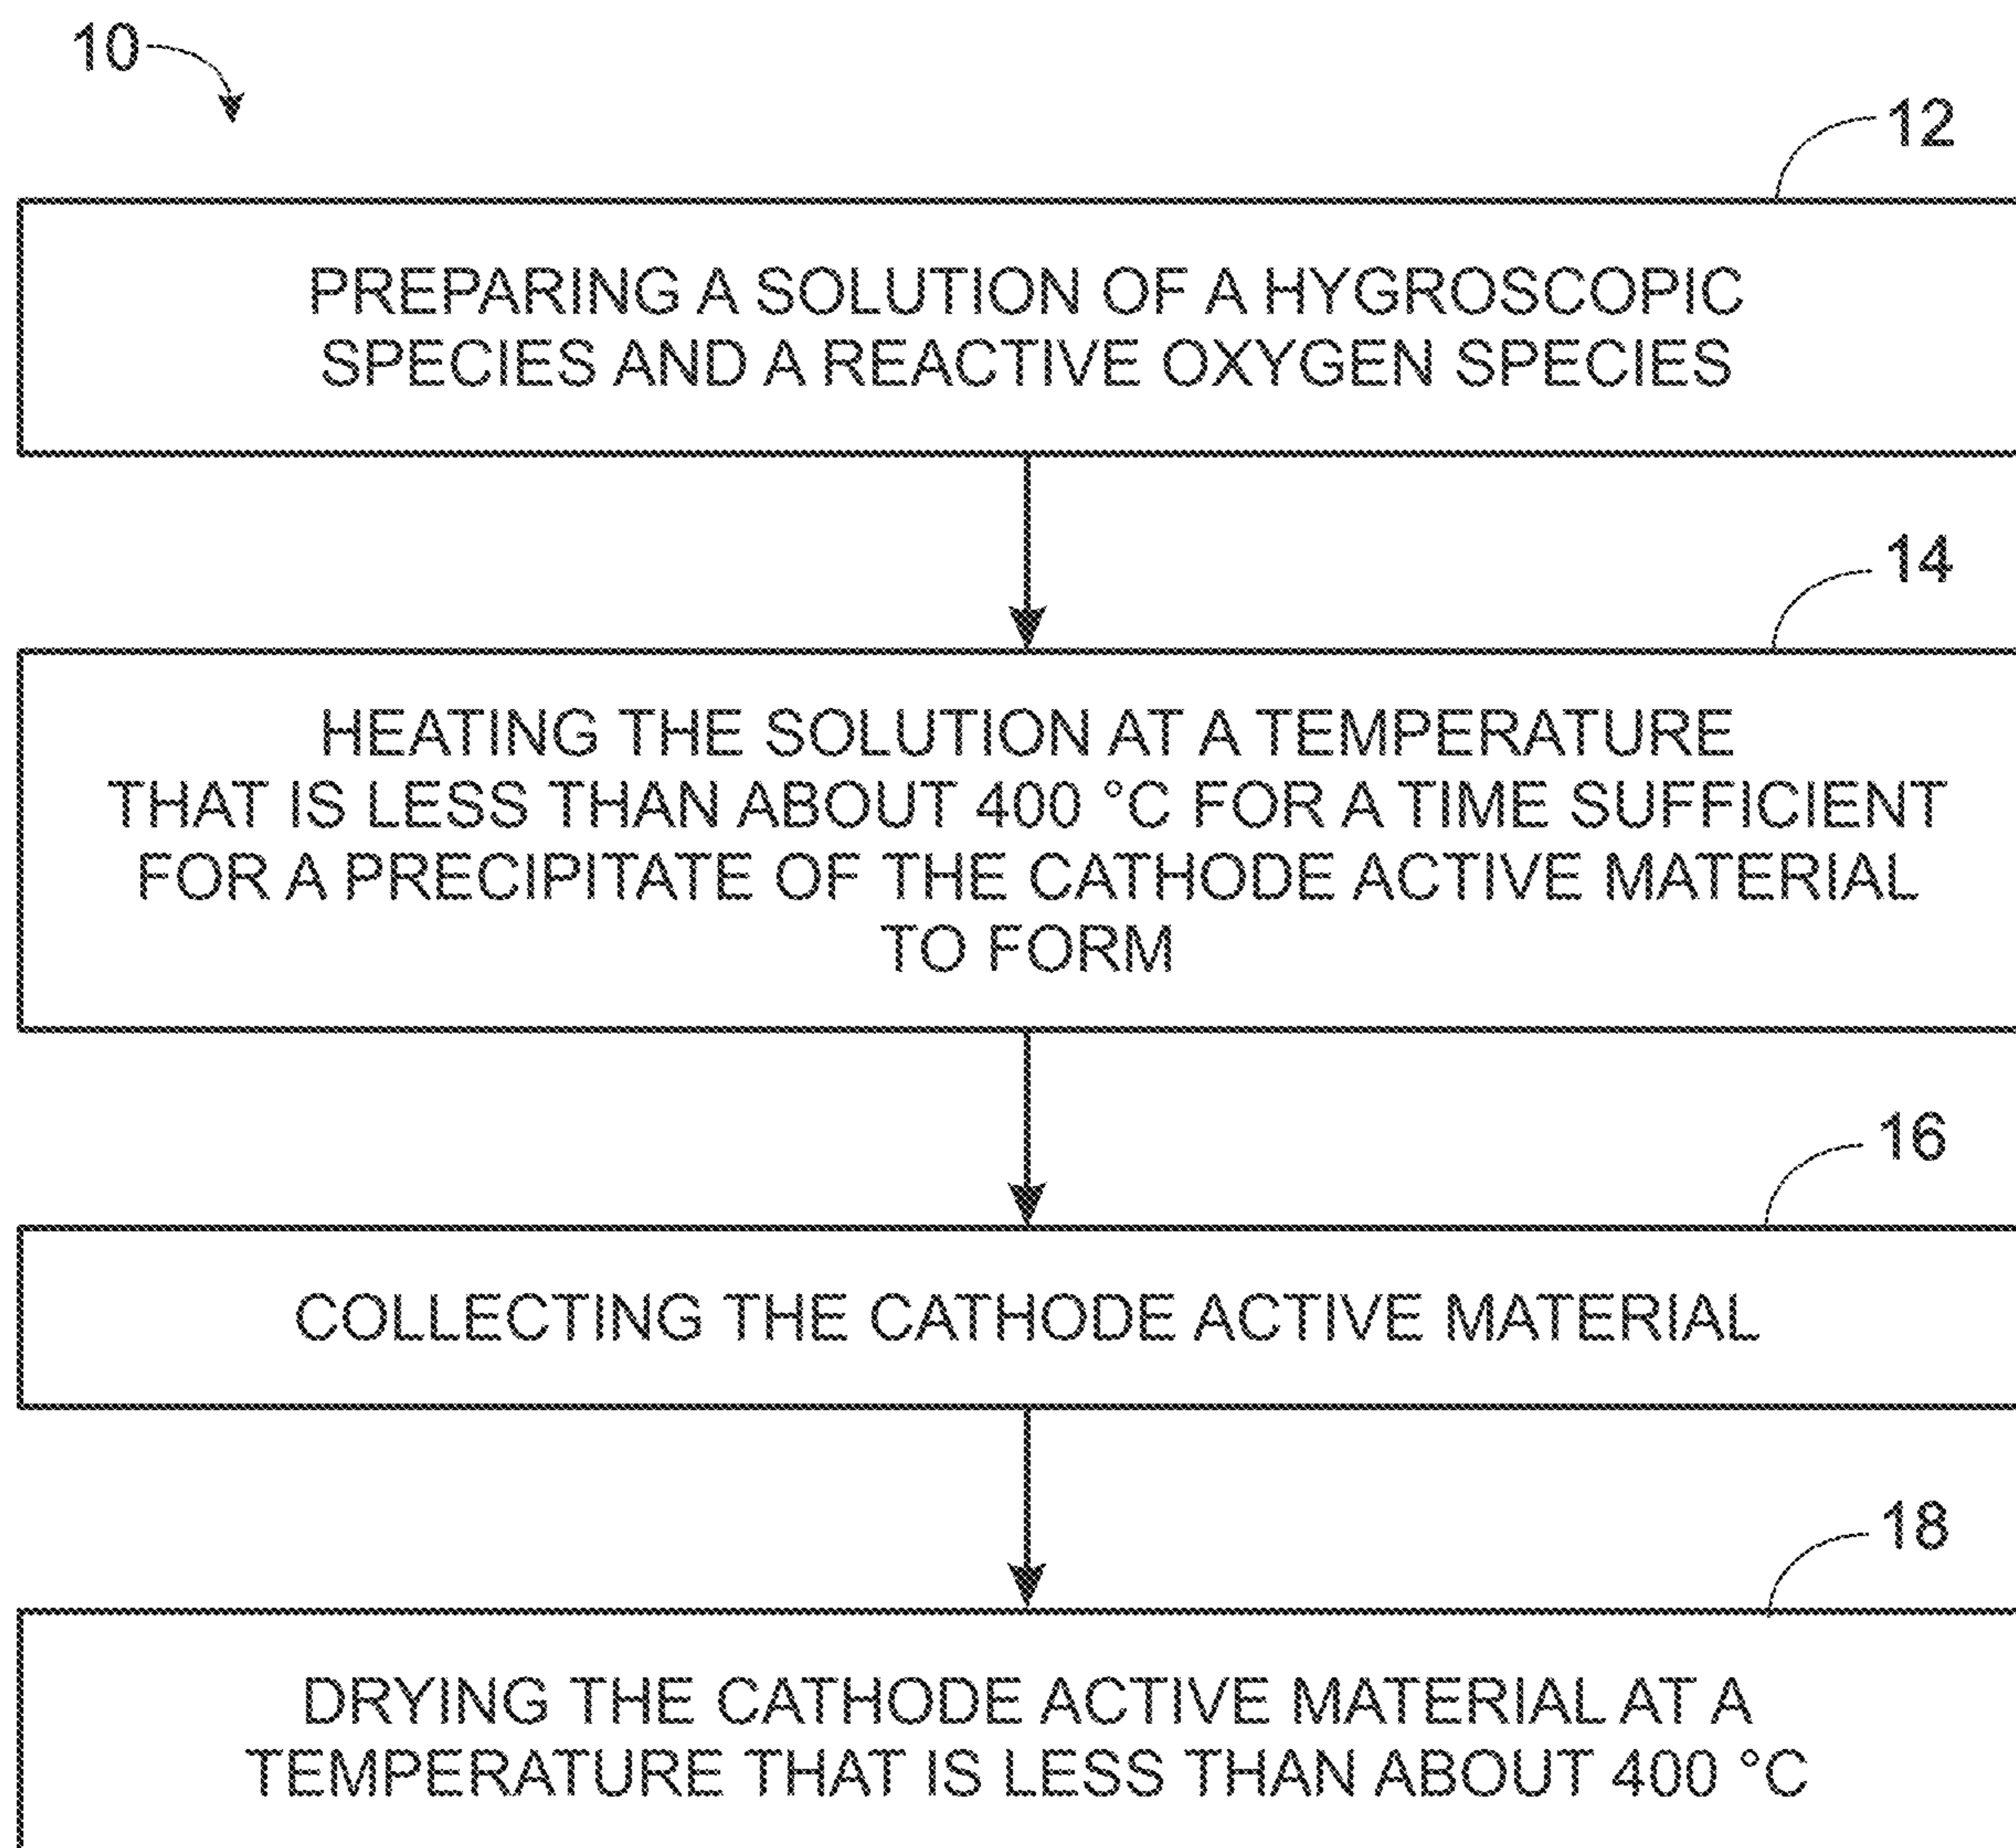 10
12
PREPARING A SOLUTION OF A HYGROSCOPIC
SPECIES AND A REACTIVE OXYGEN SPECIES
14
HEATING THE SOLUTION AT A TEMPERATURE
THAT IS LESS THAN ABOUT 400 °C FOR A TIME SUFFICIENT
FOR A PRECIPITATE OF THE CATHODE ACTIVE MATERIAL
TO FORM
16
COLLECTING THE CATHODE ACTIVE MATERIAL
18
DRYING THE CATHODE ACTIVE MATERIAL AT A
TEMPERATURE THAT IS LESS THAN ABOUT 400 °C